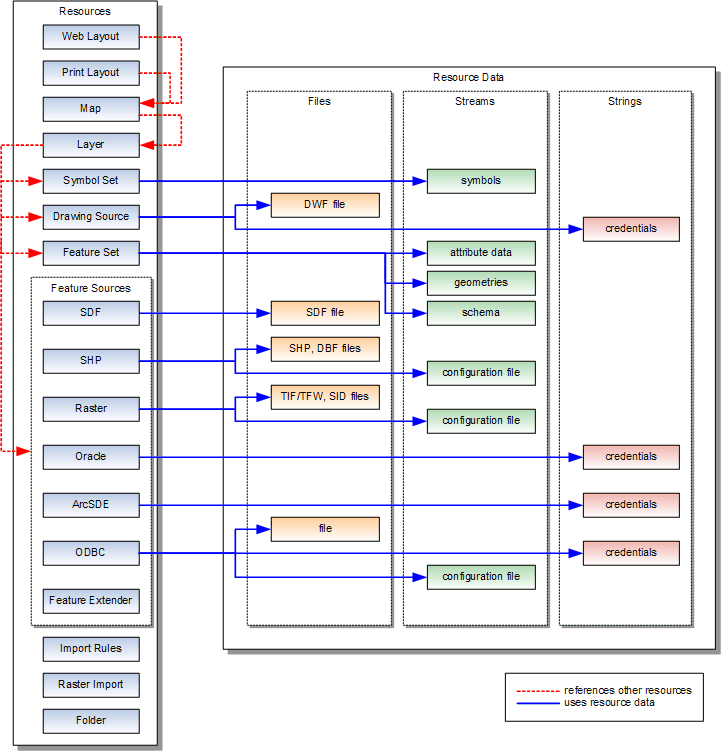 Resources
Web Layout
Print Layout
Map
Layer
Symbol Set
Drawing Source
Feature Set
Feature Sources
SDF
SHP
Raster
Oracle
ArcSDE
ODBC
Feature Extender
Import Rules
Raster Import
Folder
Resource Data
Files
DWF file
SDF file
SHP, DBF files
TIF/TFW, SID files
file
Streams
symbols
attribute data
geometries
schema
configuration file
configuration file
configuration file
Strings
credentials
credentials
credentials
credentials
references other resources
uses resource data